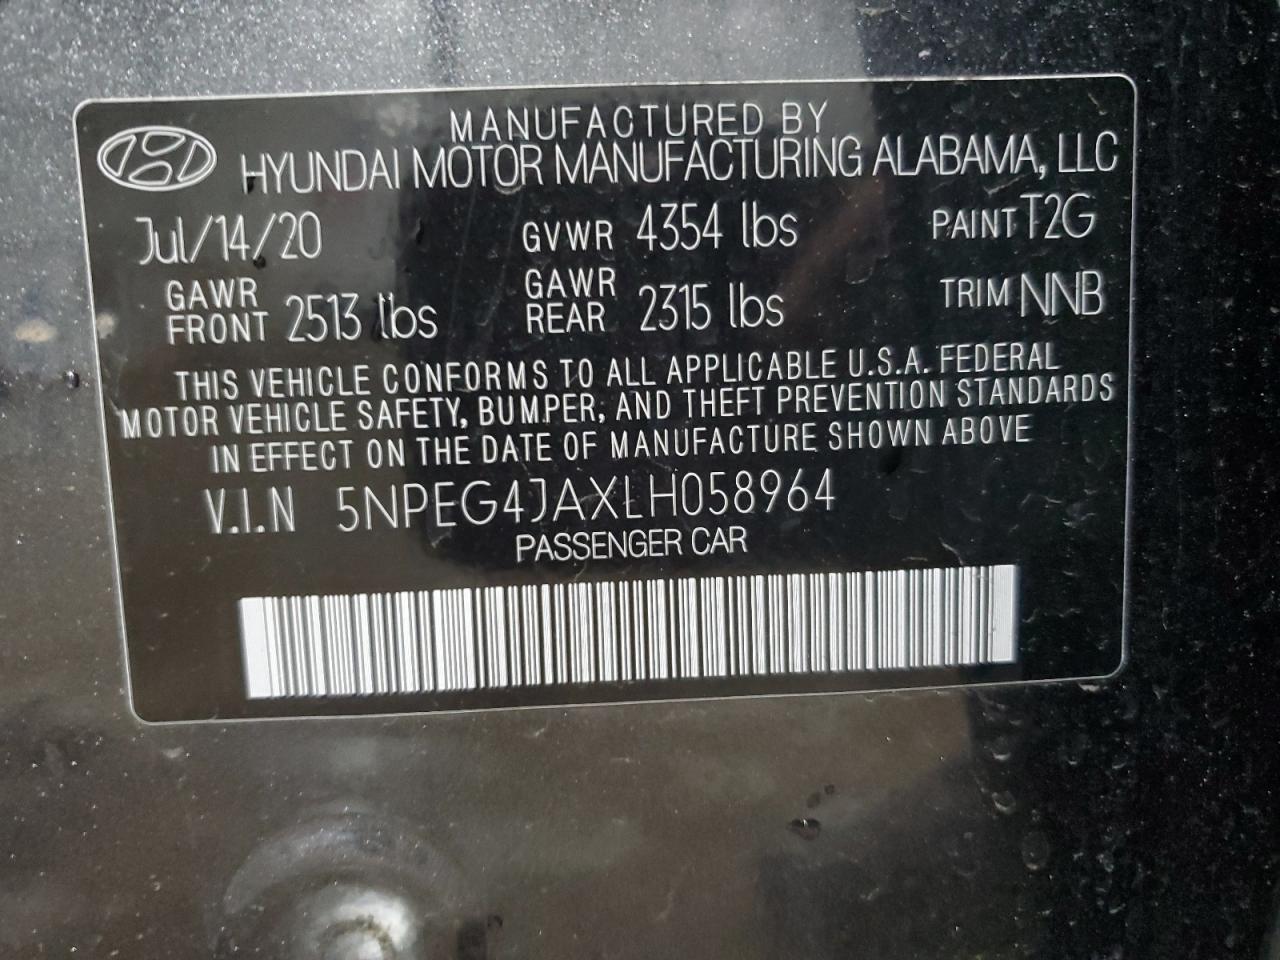 MANUFACTURED BY
HYUNDAI MOTOR MANUFACTURING ALABAMA, LLC
Jul/14/20 GVWR 4354 lbs PAINT T2G
GAWR FRONT 2513 lbs GAWR REAR 2315 lbs TRIM NNB
THIS VEHICLE CONFORMS TO ALL APPLICABLE U.S.A. FEDERAL
MOTOR VEHICLE SAFETY, BUMPER, AND THEFT PREVENTION STANDARDS
IN EFFECT ON THE DATE OF MANUFACTURE SHOWN ABOVE
V.I.N 5NPEG4JAXLH058964
PASSENGER CAR